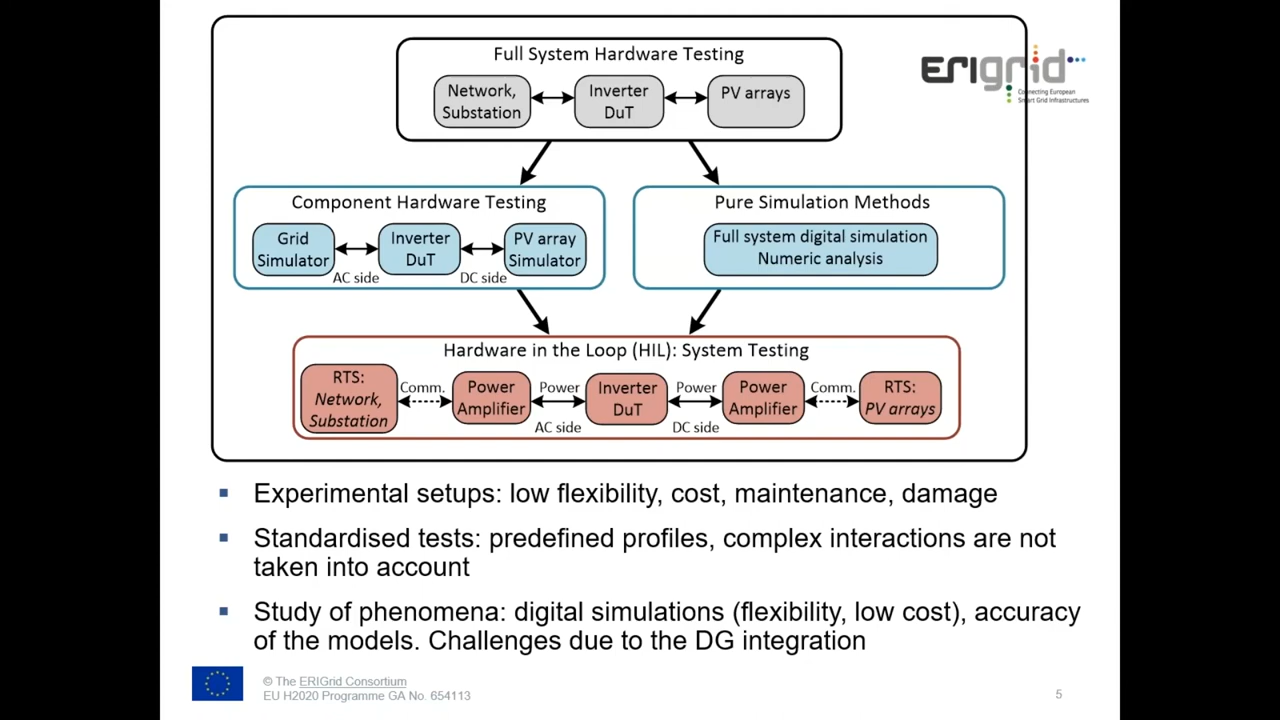 Full System Hardware Testing
Network,
Substation
Inverter
DuT
PV arrays
ERIgrid
Connecting European
Smart Grid Infrastructures
Component Hardware Testing
Grid
Simulator
Inverter
DuT
PV array
Simulator
AC side
DC side
Pure Simulation Methods
Full system digital simulation
Numeric analysis
Hardware in the Loop (HIL): System Testing
RTS:
Network,
Substation
Comm.
Power
Amplifier
Power
AC side
Inverter
DuT
Power
DC side
Power
Amplifier
Comm.
RTS:
PV arrays
▪ Experimental setups: low flexibility, cost, maintenance, damage
▪ Standardised tests: predefined profiles, complex interactions are not
taken into account
▪ Study of phenomena: digital simulations (flexibility, low cost), accuracy
of the models. Challenges due to the DG integration
© The ERIGrid Consortium
EU H2020 Programme GA No. 654113
5